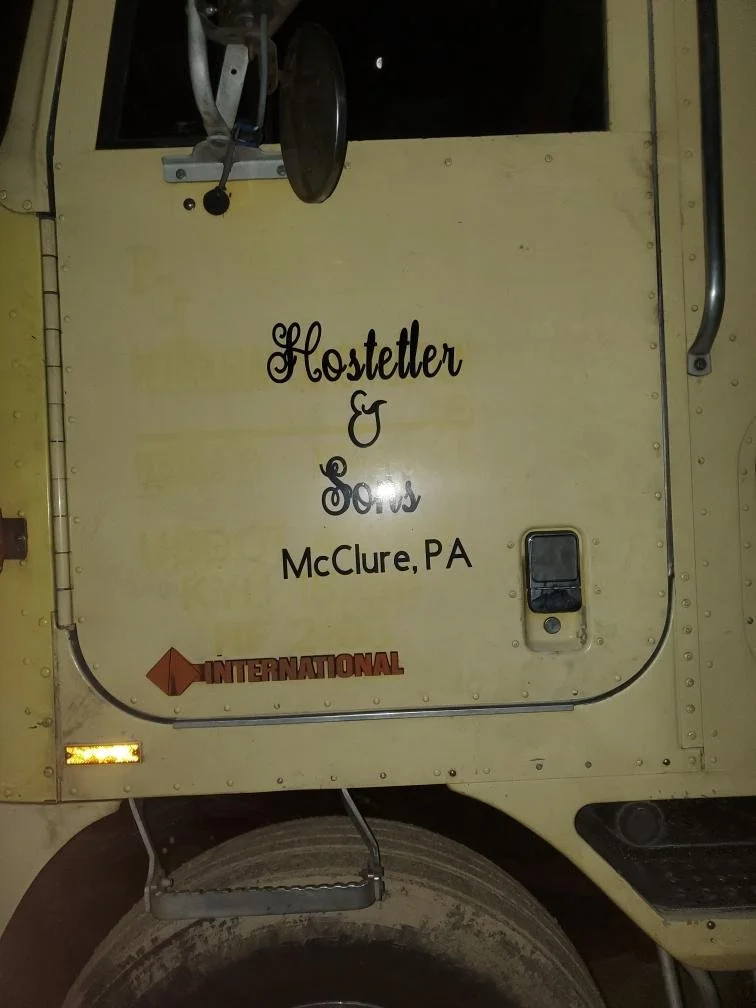 Hostetler
&
Sons
McClure, PA
INTERNATIONAL